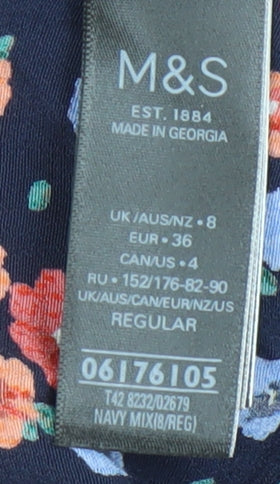 M&S
EST. 1884
MADE IN GEORGIA
UK/AUS/NZ • 8
EUR • 36
CAN/US • 4
RU • 152/176-82-90
UK/AUS/CAN/EUR/NZ/US
REGULAR
06176105
T42 8232/02679
NAVY MIX(8/REG)